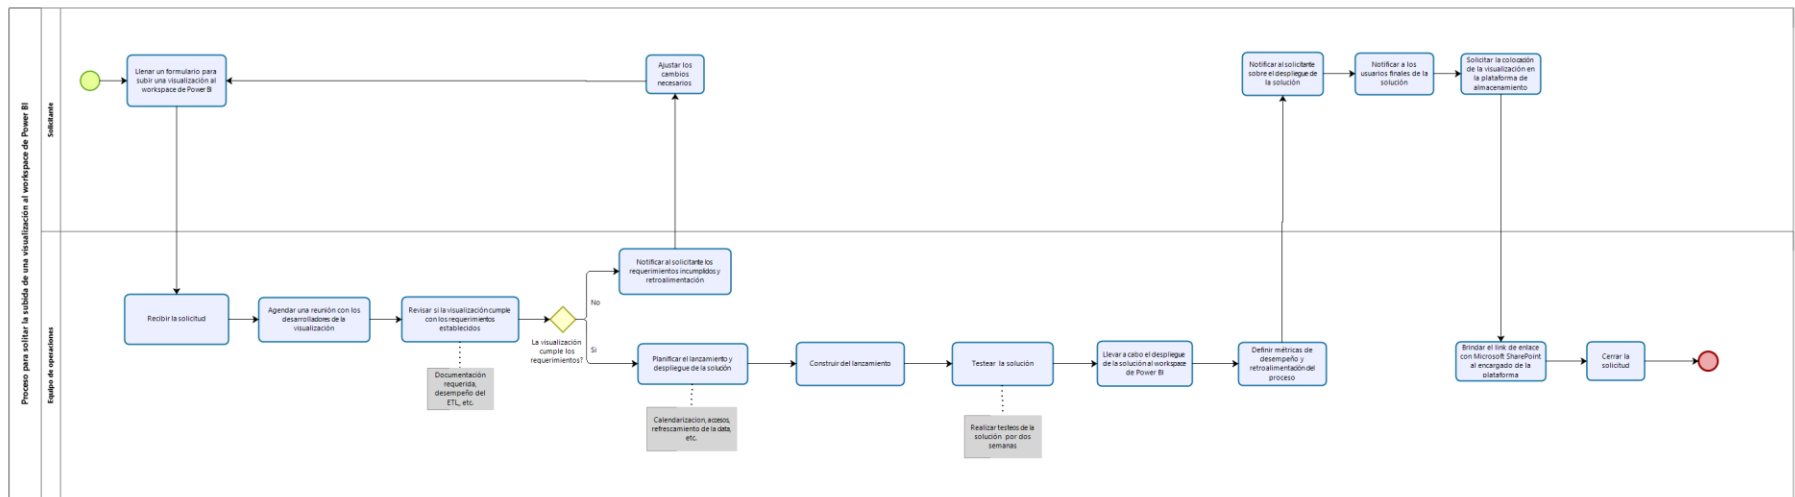 Proceso para solitar la subida de una visualización al workspace de Power BI
Solicitante
Llenar un formulario para
subir una visualización al
workspace de Power BI
Ajustar los
cambios
necesarios
Notificar al solicitante
sobre el despliegue de
la solución
Notificar a los
usuarios finales de la
solución
Solicitar la colocación
de la visualización en
la plataforma de
almacenamiento
Equipo de operaciones
Recibir la solicitud
Agendar una reunión con los
desarrolladores de la
visualización
Revisar si la visualización cumple
con los requerimientos
establecidos
Documentación
requerida,
desempeño del
ETL, etc.
La visualización
cumple los
requerimientos?
No
Notificar al solicitante los
requerimientos incumplidos y
retroalimentación
Si
Planificar el lanzamiento y
despliegue de la solución
Calendarizacion, accesos,
refrescamiento de la data,
etc.
Construir del lanzamiento
Testear la solución
Realizar testeos de la
solución por dos
semanas
Llevar a cabo el despliegue
de la solución al workspace
de Power BI
Definir métricas de
desempeño y
retroalimentación del
proceso
Brindar el link de enlace
con Microsoft SharePoint
al encargado de la
plataforma
Cerrar la
solicitud